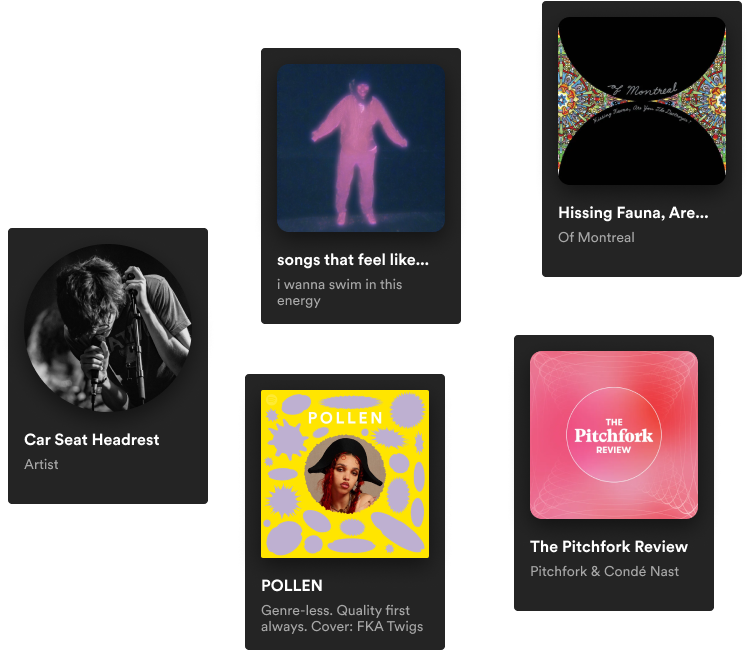 of Montreal
Hissing Fauna, Are You The Destroyer?
Hissing Fauna, Are...
Of Montreal
songs that feel like...
i wanna swim in this
energy
Car Seat Headrest
Artist
POLLEN
POLLEN
Genre-less. Quality first
always. Cover: FKA Twigs
THE
Pitchfork
REVIEW
The Pitchfork Review
Pitchfork & Condé Nast